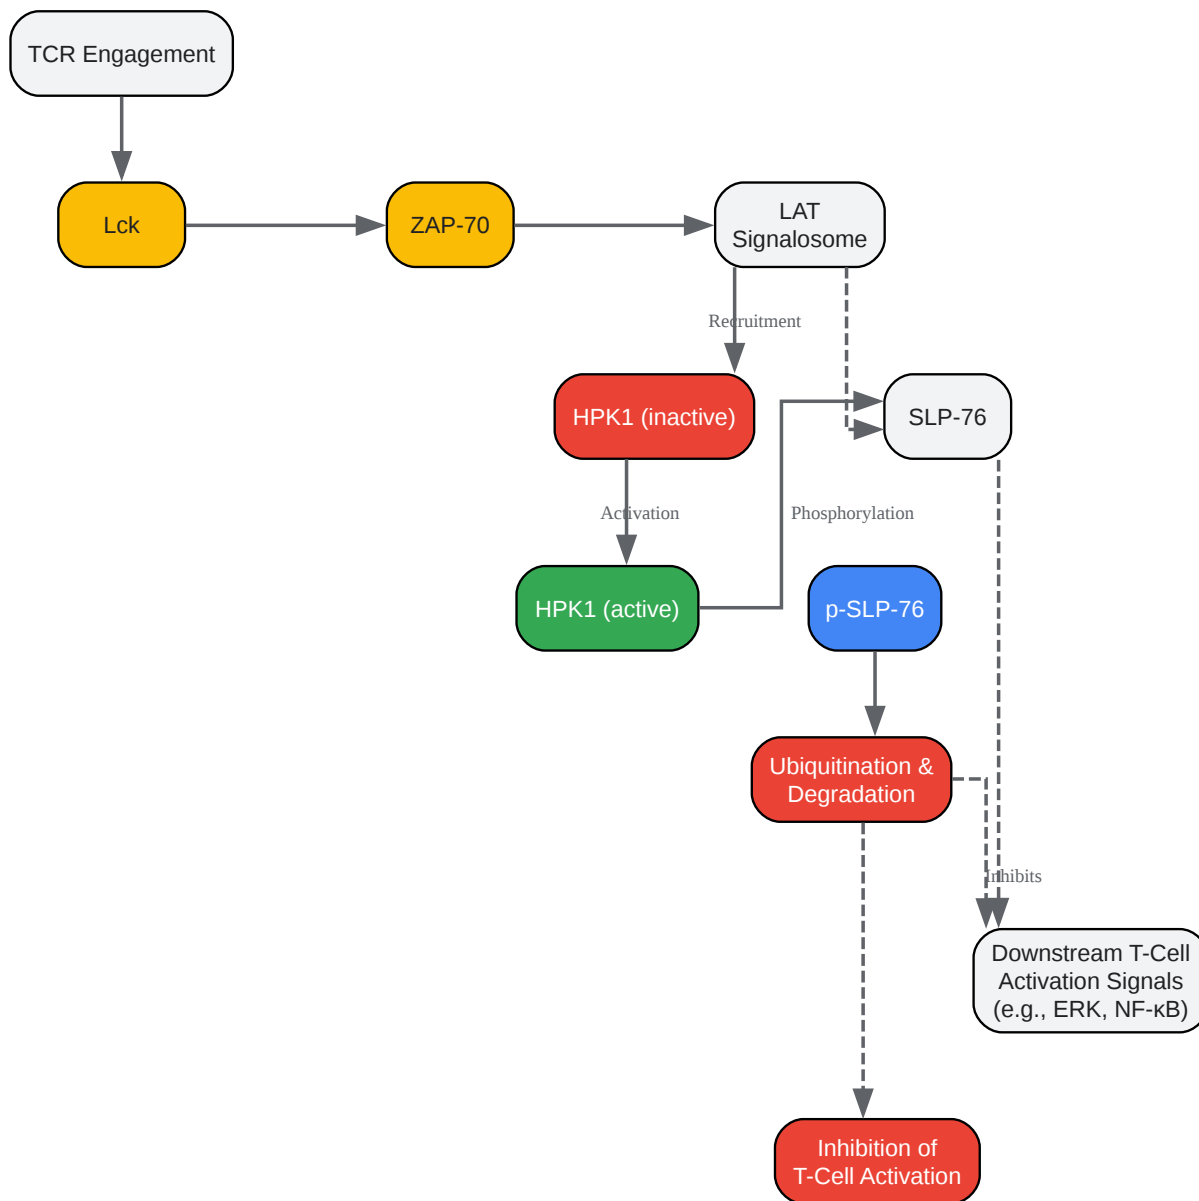 TCR Engagement
Lck
ZAP-70
LAT
Signalosome
Recruitment
HPK1 (inactive)
SLP-76
Activation
Phosphorylation
HPK1 (active)
p-SLP-76
Ubiquitination &
Degradation
Inhibits
Downstream T-Cell
Activation Signals
(e.g., ERK, NF-κB)
Inhibition of
T-Cell Activation